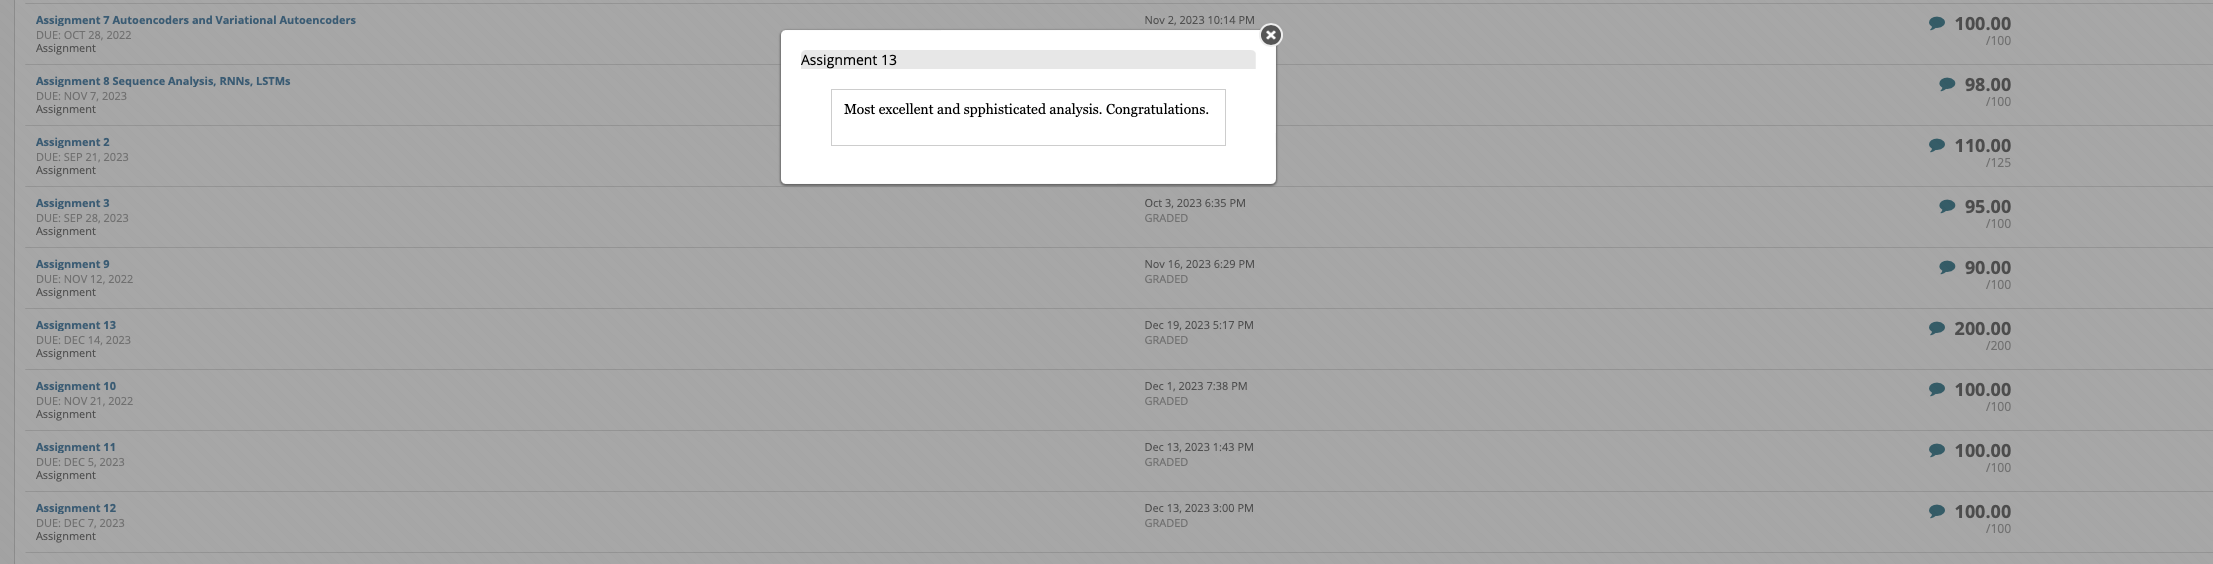 Assignment 7 Autoencoders and Variational Autoencoders
DUE: OCT 28, 2022
Assignment
Nov 2, 2023 10:14 PM
100.00
/100
Assignment 13
Most excellent and spphisticated analysis. Congratulations.
Assignment 8 Sequence Analysis, RNNs, LSTMs
DUE: NOV 7, 2023
Assignment
98.00
/100
Assignment 2
DUE: SEP 21, 2023
Assignment
110.00
/125
Assignment 3
DUE: SEP 28, 2023
Assignment
Oct 3, 2023 6:35 PM
GRADED
95.00
/100
Assignment 9
DUE: NOV 12, 2022
Assignment
Nov 16, 2023 6:29 PM
GRADED
90.00
/100
Assignment 13
DUE: DEC 14, 2023
Assignment
Dec 19, 2023 5:17 PM
GRADED
200.00
/200
Assignment 10
DUE: NOV 21, 2022
Assignment
Dec 1, 2023 7:38 PM
GRADED
100.00
/100
Assignment 11
DUE: DEC 5, 2023
Assignment
Dec 13, 2023 1:43 PM
GRADED
100.00
/100
Assignment 12
DUE: DEC 7, 2023
Assignment
Dec 13, 2023 3:00 PM
GRADED
100.00
/100